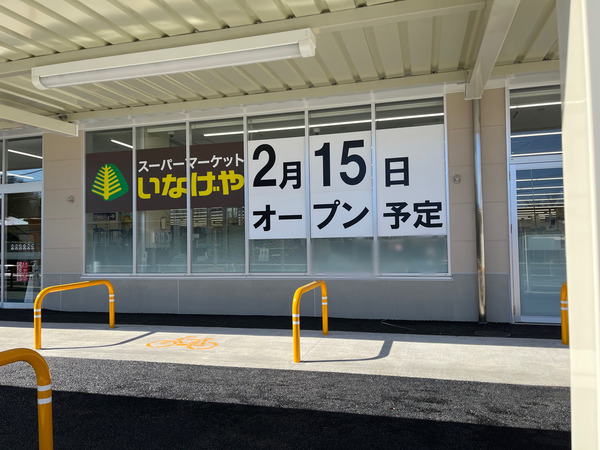 スーパーマーケット
いなげや
2月15日
オープン予定